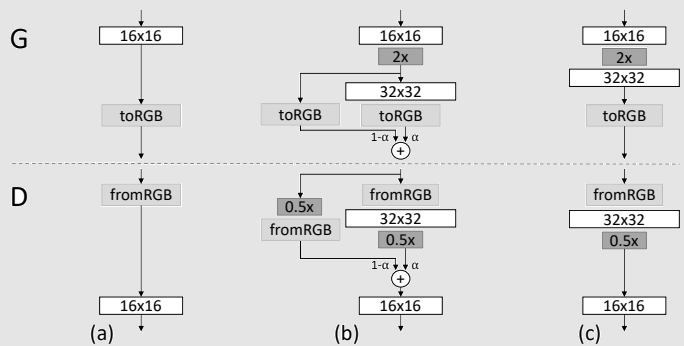 G
16x16
16x16
16x16
2x
2x
32x32
32x32
toRGB
toRGB
toRGB
toRGB
1-α
α
+
D
fromRGB
fromRGB
fromRGB
0.5x
32x32
32x32
fromRGB
0.5x
0.5x
1-α
α
+
16x16
16x16
16x16
(a)
(b)
(c)